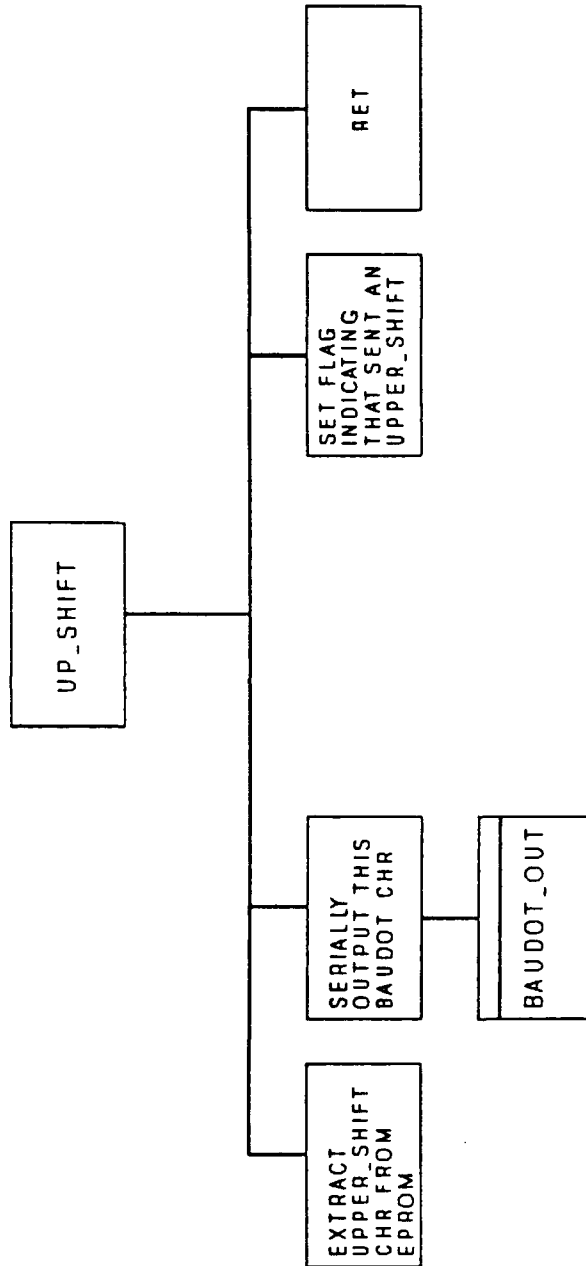 UP_SHIFT
EXTRACT
UPPER_SHIFT
CHR FROM
EPROM
SERIALLY
OUTPUT THIS
BAUDOT CHR
BAUDOT_OUT
SET FLAG
INDICATING
THAT SENT AN
UPPER_SHIFT
RET